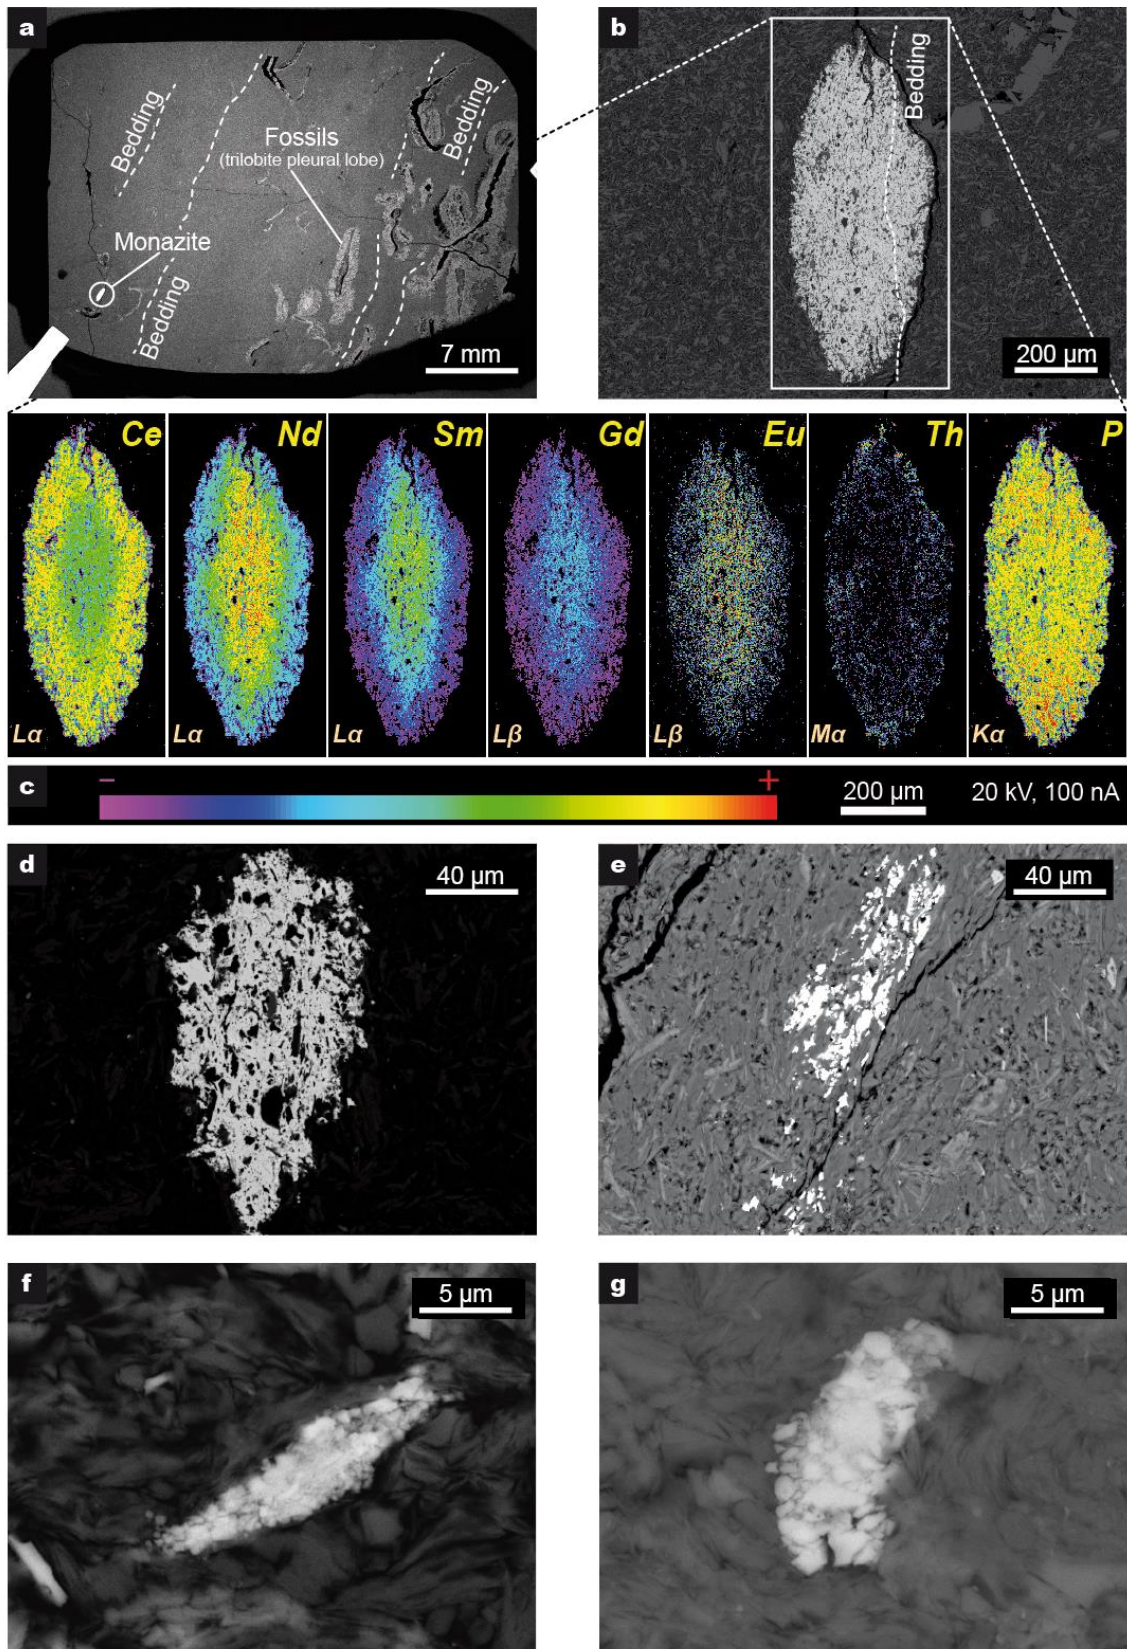 a
Bedding
Fossils
(trilobite pleural lobe)
Bedding
Monazite
Bedding
7 mm
b
Bedding
200 µm
Ce
Nd
Sm
Gd
Eu
Th
P
Lα
Lα
Lα
Lβ
Lβ
Mα
Kα
c
−
+
200 µm
20 kV, 100 nA
d
40 µm
e
40 µm
f
5 µm
g
5 µm